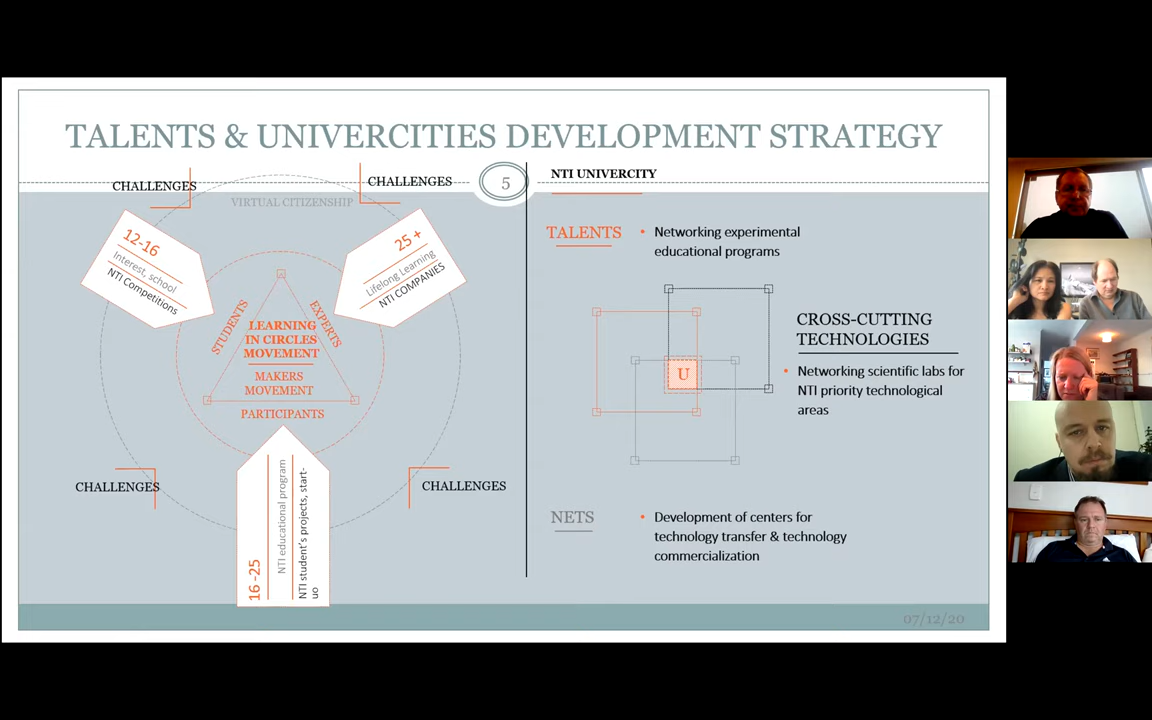 TALENTS & UNIVERCITIES DEVELOPMENT STRATEGY
5
CHALLENGES
CHALLENGES
VIRTUAL CITIZENSHIP
12-16
Interest, school
NTI Competitions
25 +
Lifelong Learning
NTI COMPANIES
STUDENTS
EXPERTS
LEARNING
IN CIRCLES
MOVEMENT
MAKERS
MOVEMENT
PARTICIPANTS
CHALLENGES
CHALLENGES
16 -25
NTI educational program
NTI student's projects, start-
uo
NTI UNIVERCITY
TALENTS
• Networking experimental
educational programs
U
CROSS-CUTTING
TECHNOLOGIES
• Networking scientific labs for
NTI priority technological
areas
NETS
• Development of centers for
technology transfer & technology
commercialization
07/12/20